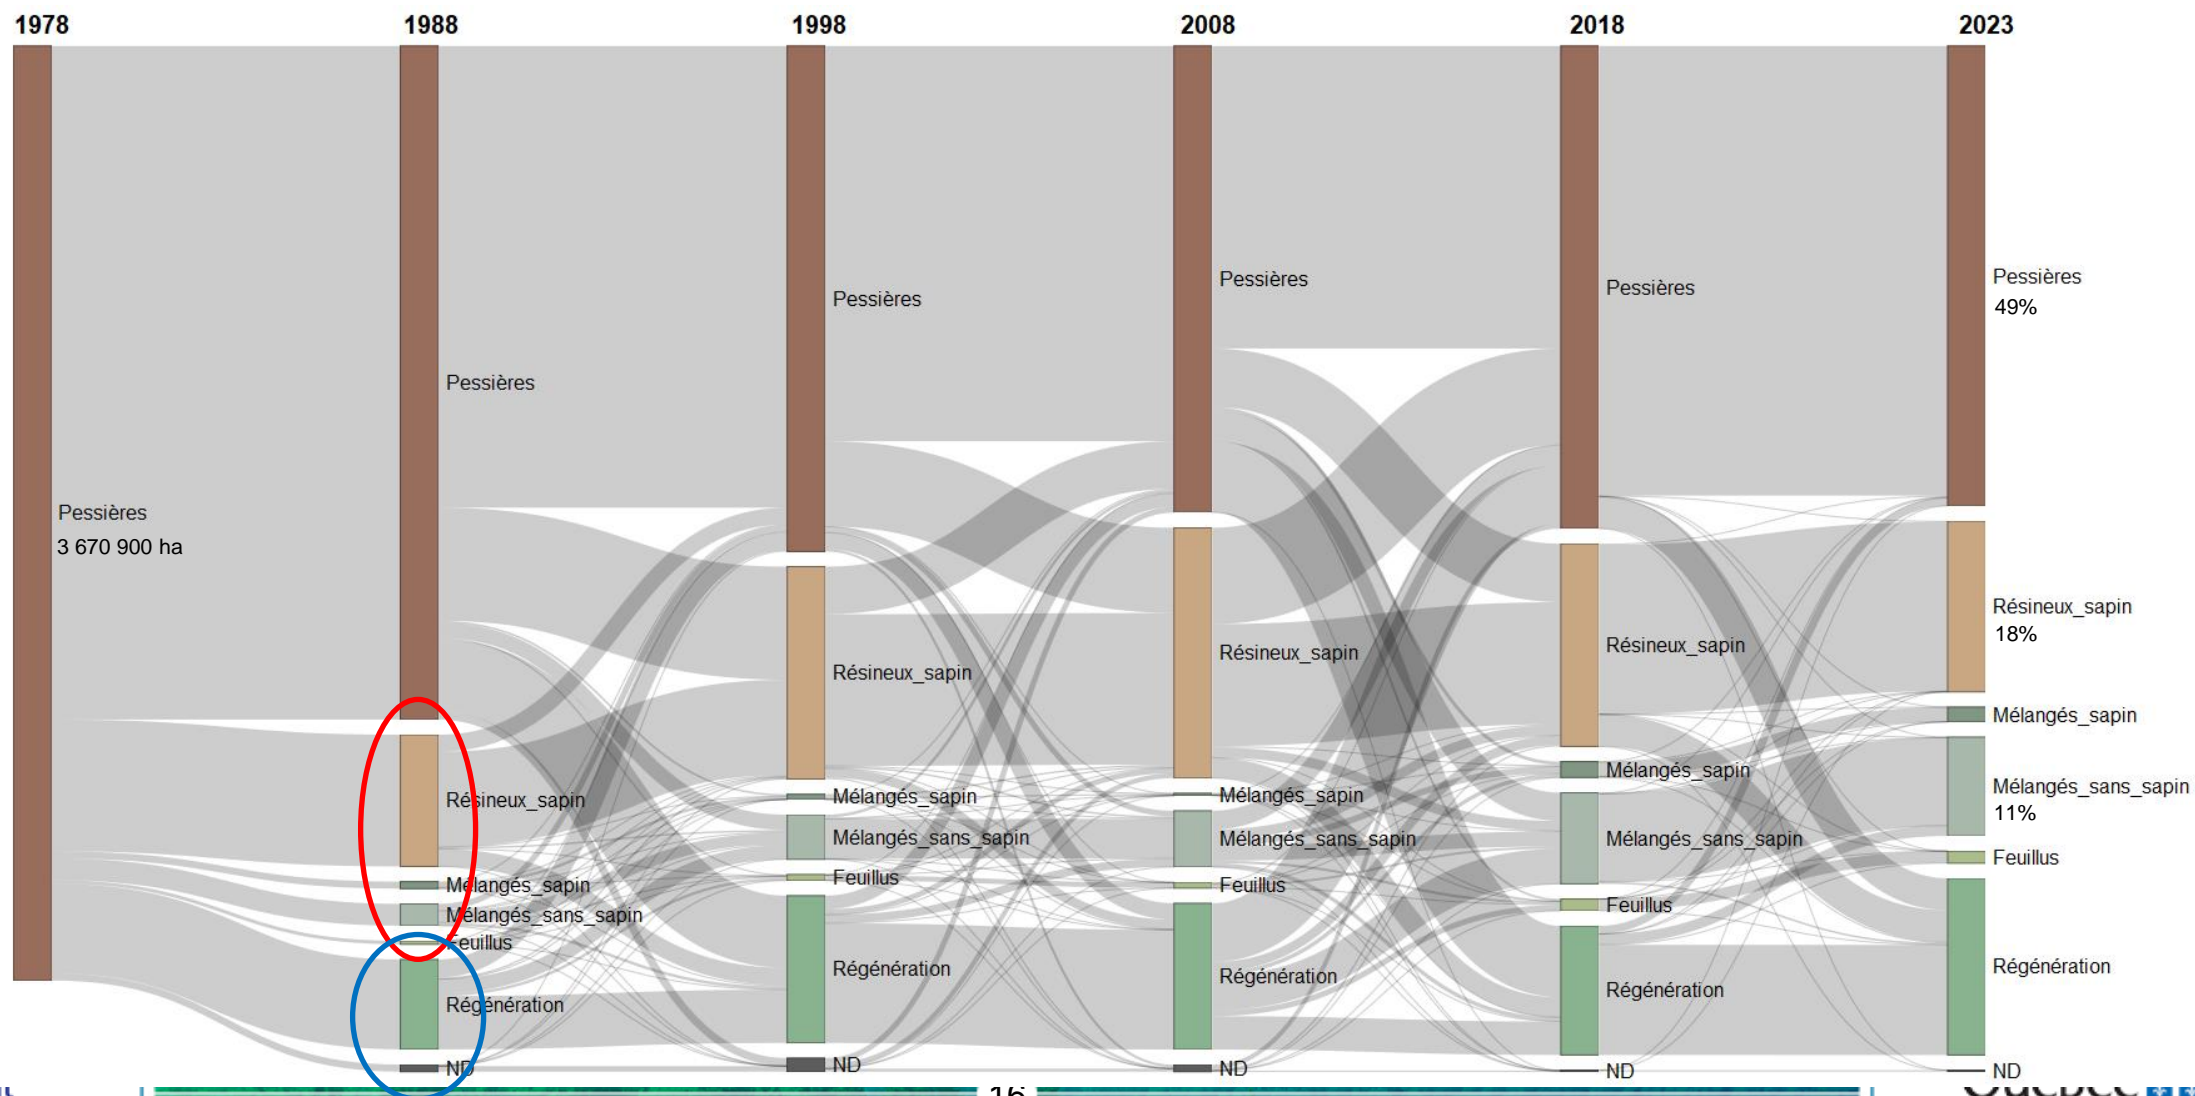 1978 1988 1998 2008 2018 2023
Pessières
3 670 900 ha
Pessières
Résineux_sapin
Mélangés_sapin
Mélangés_sans_sapin
Feuillus
Régénération
ND
Pessières
Résineux_sapin
Mélangés_sapin
Mélangés_sans_sapin
Feuillus
Régénération
ND
Pessières
Résineux_sapin
Mélangés_sapin
Mélangés_sans_sapin
Feuillus
Régénération
ND
Pessières
Résineux_sapin
Mélangés_sapin
Mélangés_sans_sapin
Feuillus
Régénération
ND
Pessières
49%
Résineux_sapin
18%
Mélangés_sapin
Mélangés_sans_sapin
11%
Feuillus
Régénération
ND
16
Québec